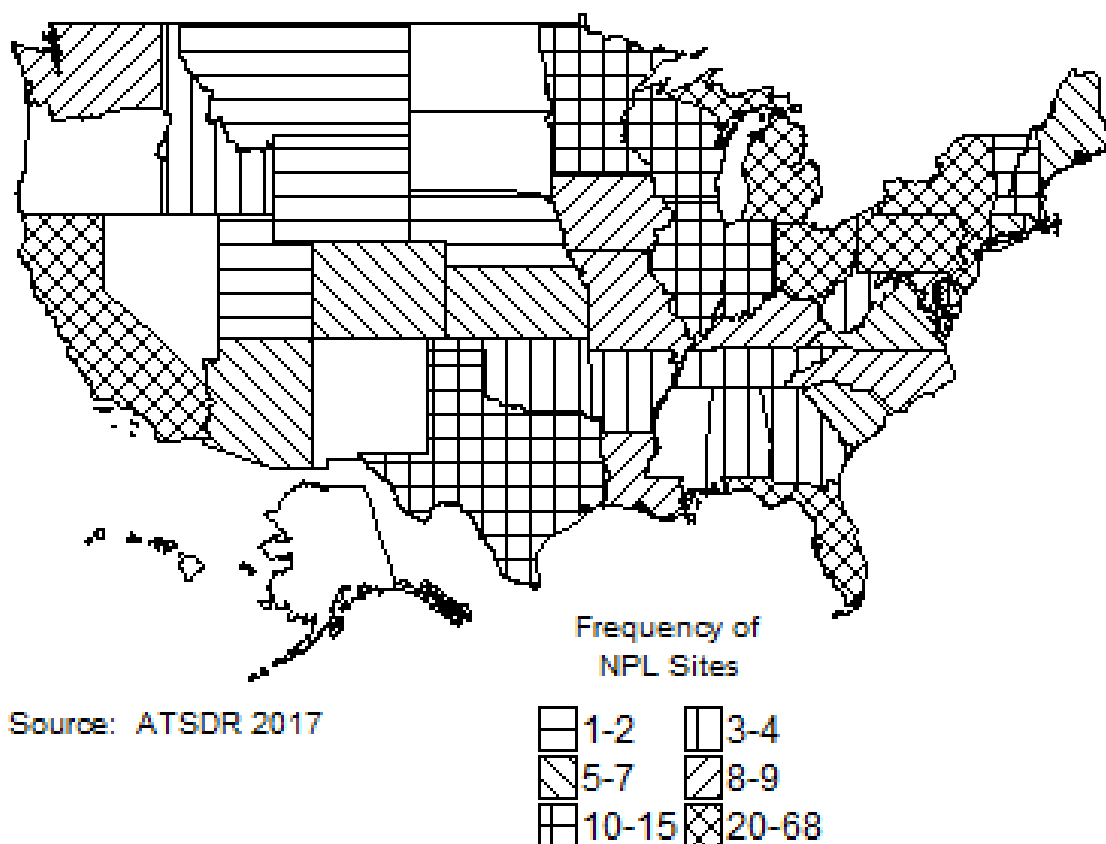 Frequency of
NPL Sites
Source: ATSDR 2017
1-2 3-4
5-7 8-9
10-15 20-68